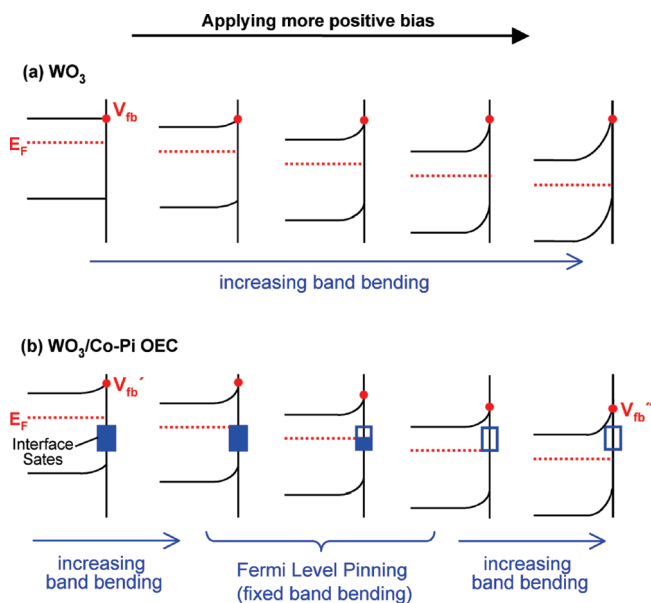 Applying more positive bias
(a) WO3
Vfb
EF
increasing band bending
(b) WO3/Co-Pi OEC
Vfb´
Vfb˝
EF
Interface
Sates
increasing
band bending
Fermi Level Pinning
(fixed band bending)
increasing
band bending